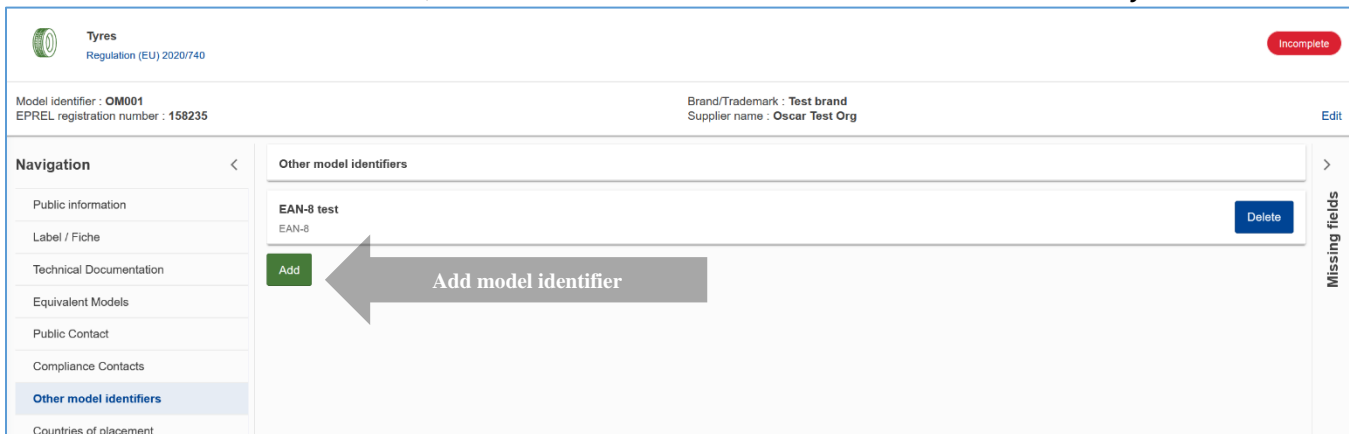 Tyres
Regulation (EU) 2020/740
Incomplete
Model identifier : OM001
EPREL registration number : 158235
Brand/Trademark : Test brand
Supplier name : Oscar Test Org
Edit
Navigation
Public information
Label / Fiche
Technical Documentation
Equivalent Models
Public Contact
Compliance Contacts
Other model identifiers
Countries of placement
Other model identifiers
EAN-8 test
EAN-8
Delete
Add
Add model identifier
Missing fields